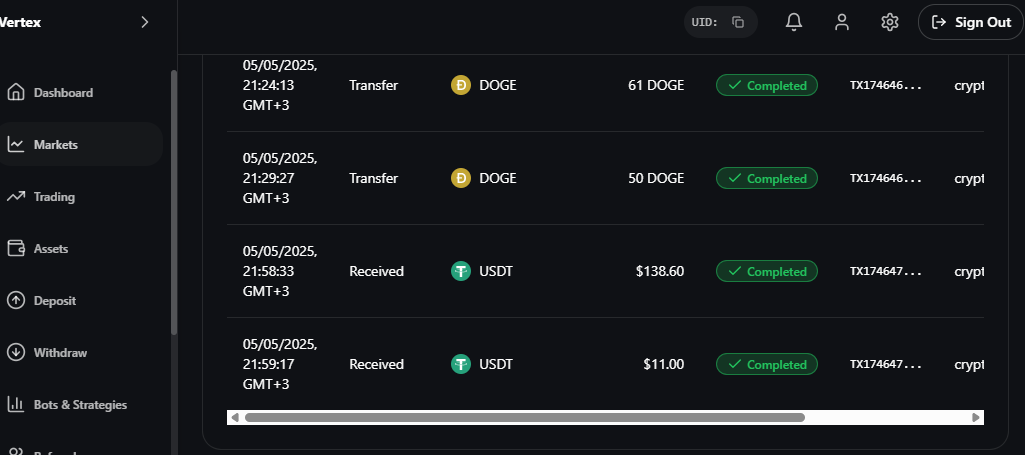 Vertex
UID:
Sign Out
Dashboard
Markets
Trading
Assets
Deposit
Withdraw
Bots & Strategies
05/05/2025,
21:24:13
GMT+3
Transfer
DOGE
61 DOGE
Completed
TX174646...
crypt
05/05/2025,
21:29:27
GMT+3
Transfer
DOGE
50 DOGE
Completed
TX174646...
crypt
05/05/2025,
21:58:33
GMT+3
Received
USDT
$138.60
Completed
TX174647...
crypt
05/05/2025,
21:59:17
GMT+3
Received
USDT
$11.00
Completed
TX174647...
crypt